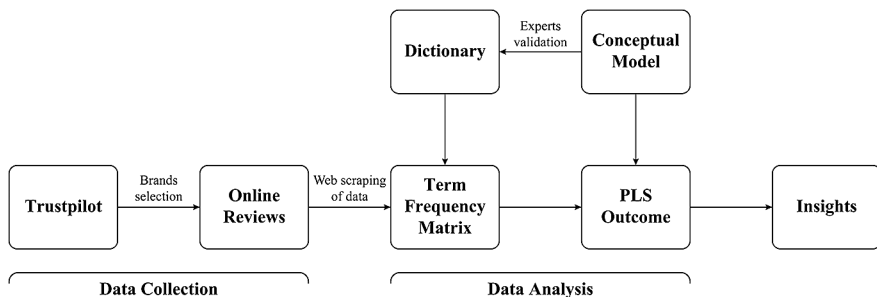 Experts
validation
Dictionary
Conceptual
Model
Trustpilot
Brands
selection
Online
Reviews
Web scraping
of data
Term
Frequency
Matrix
PLS
Outcome
Insights
Data Collection
Data Analysis